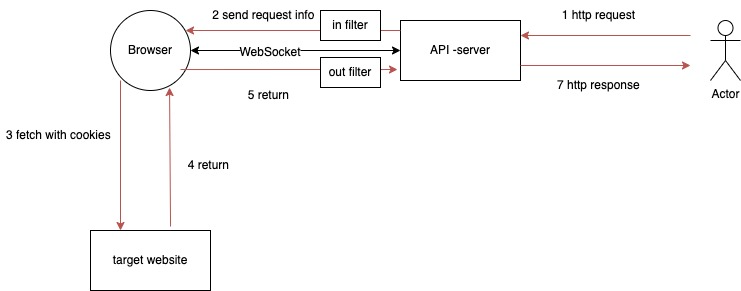 2 send request info
in filter
1 http request
Browser
WebSocket
API -server
out filter
5 return
7 http response
Actor
3 fetch with cookies
4 return
target website